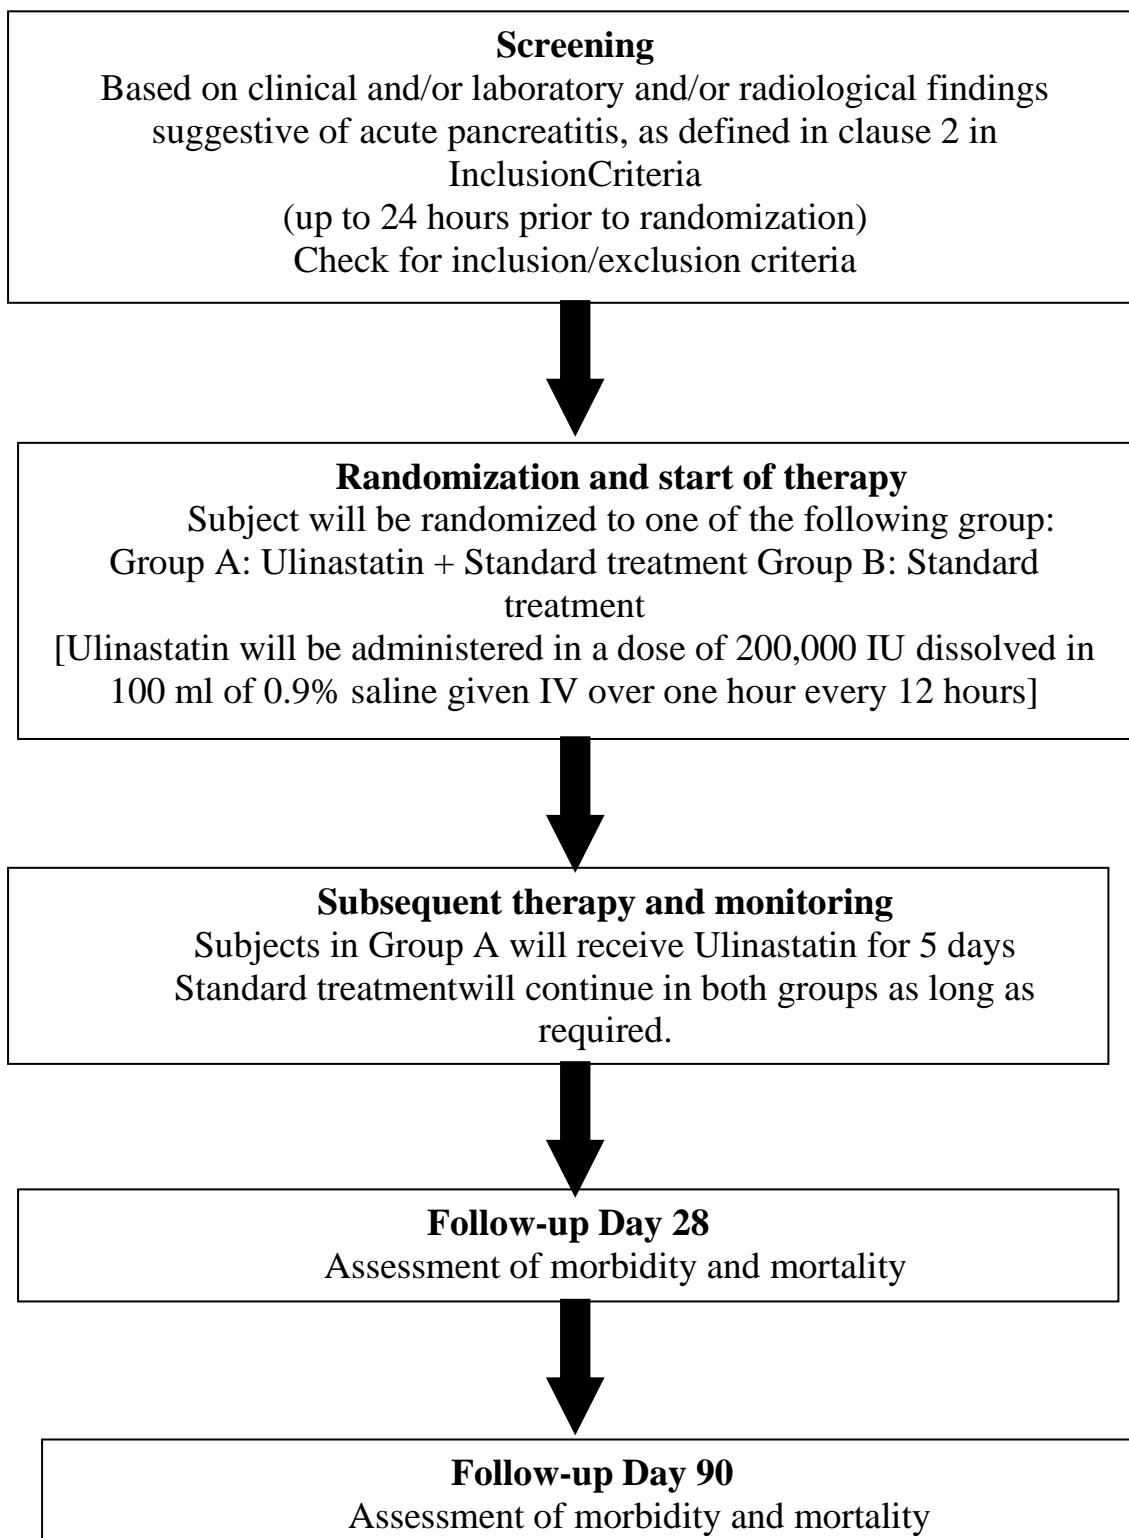 Screening
Based on clinical and/or laboratory and/or radiological findings
suggestive of acute pancreatitis, as defined in clause 2 in
InclusionCriteria
(up to 24 hours prior to randomization)
Check for inclusion/exclusion criteria
Randomization and start of therapy
Subject will be randomized to one of the following group:
Group A: Ulinastatin + Standard treatment Group B: Standard
treatment
[Ulinastatin will be administered in a dose of 200,000 IU dissolved in
100 ml of 0.9% saline given IV over one hour every 12 hours]
Subsequent therapy and monitoring
Subjects in Group A will receive Ulinastatin for 5 days
Standard treatmentwill continue in both groups as long as
required.
Follow-up Day 28
Assessment of morbidity and mortality
Follow-up Day 90
Assessment of morbidity and mortality